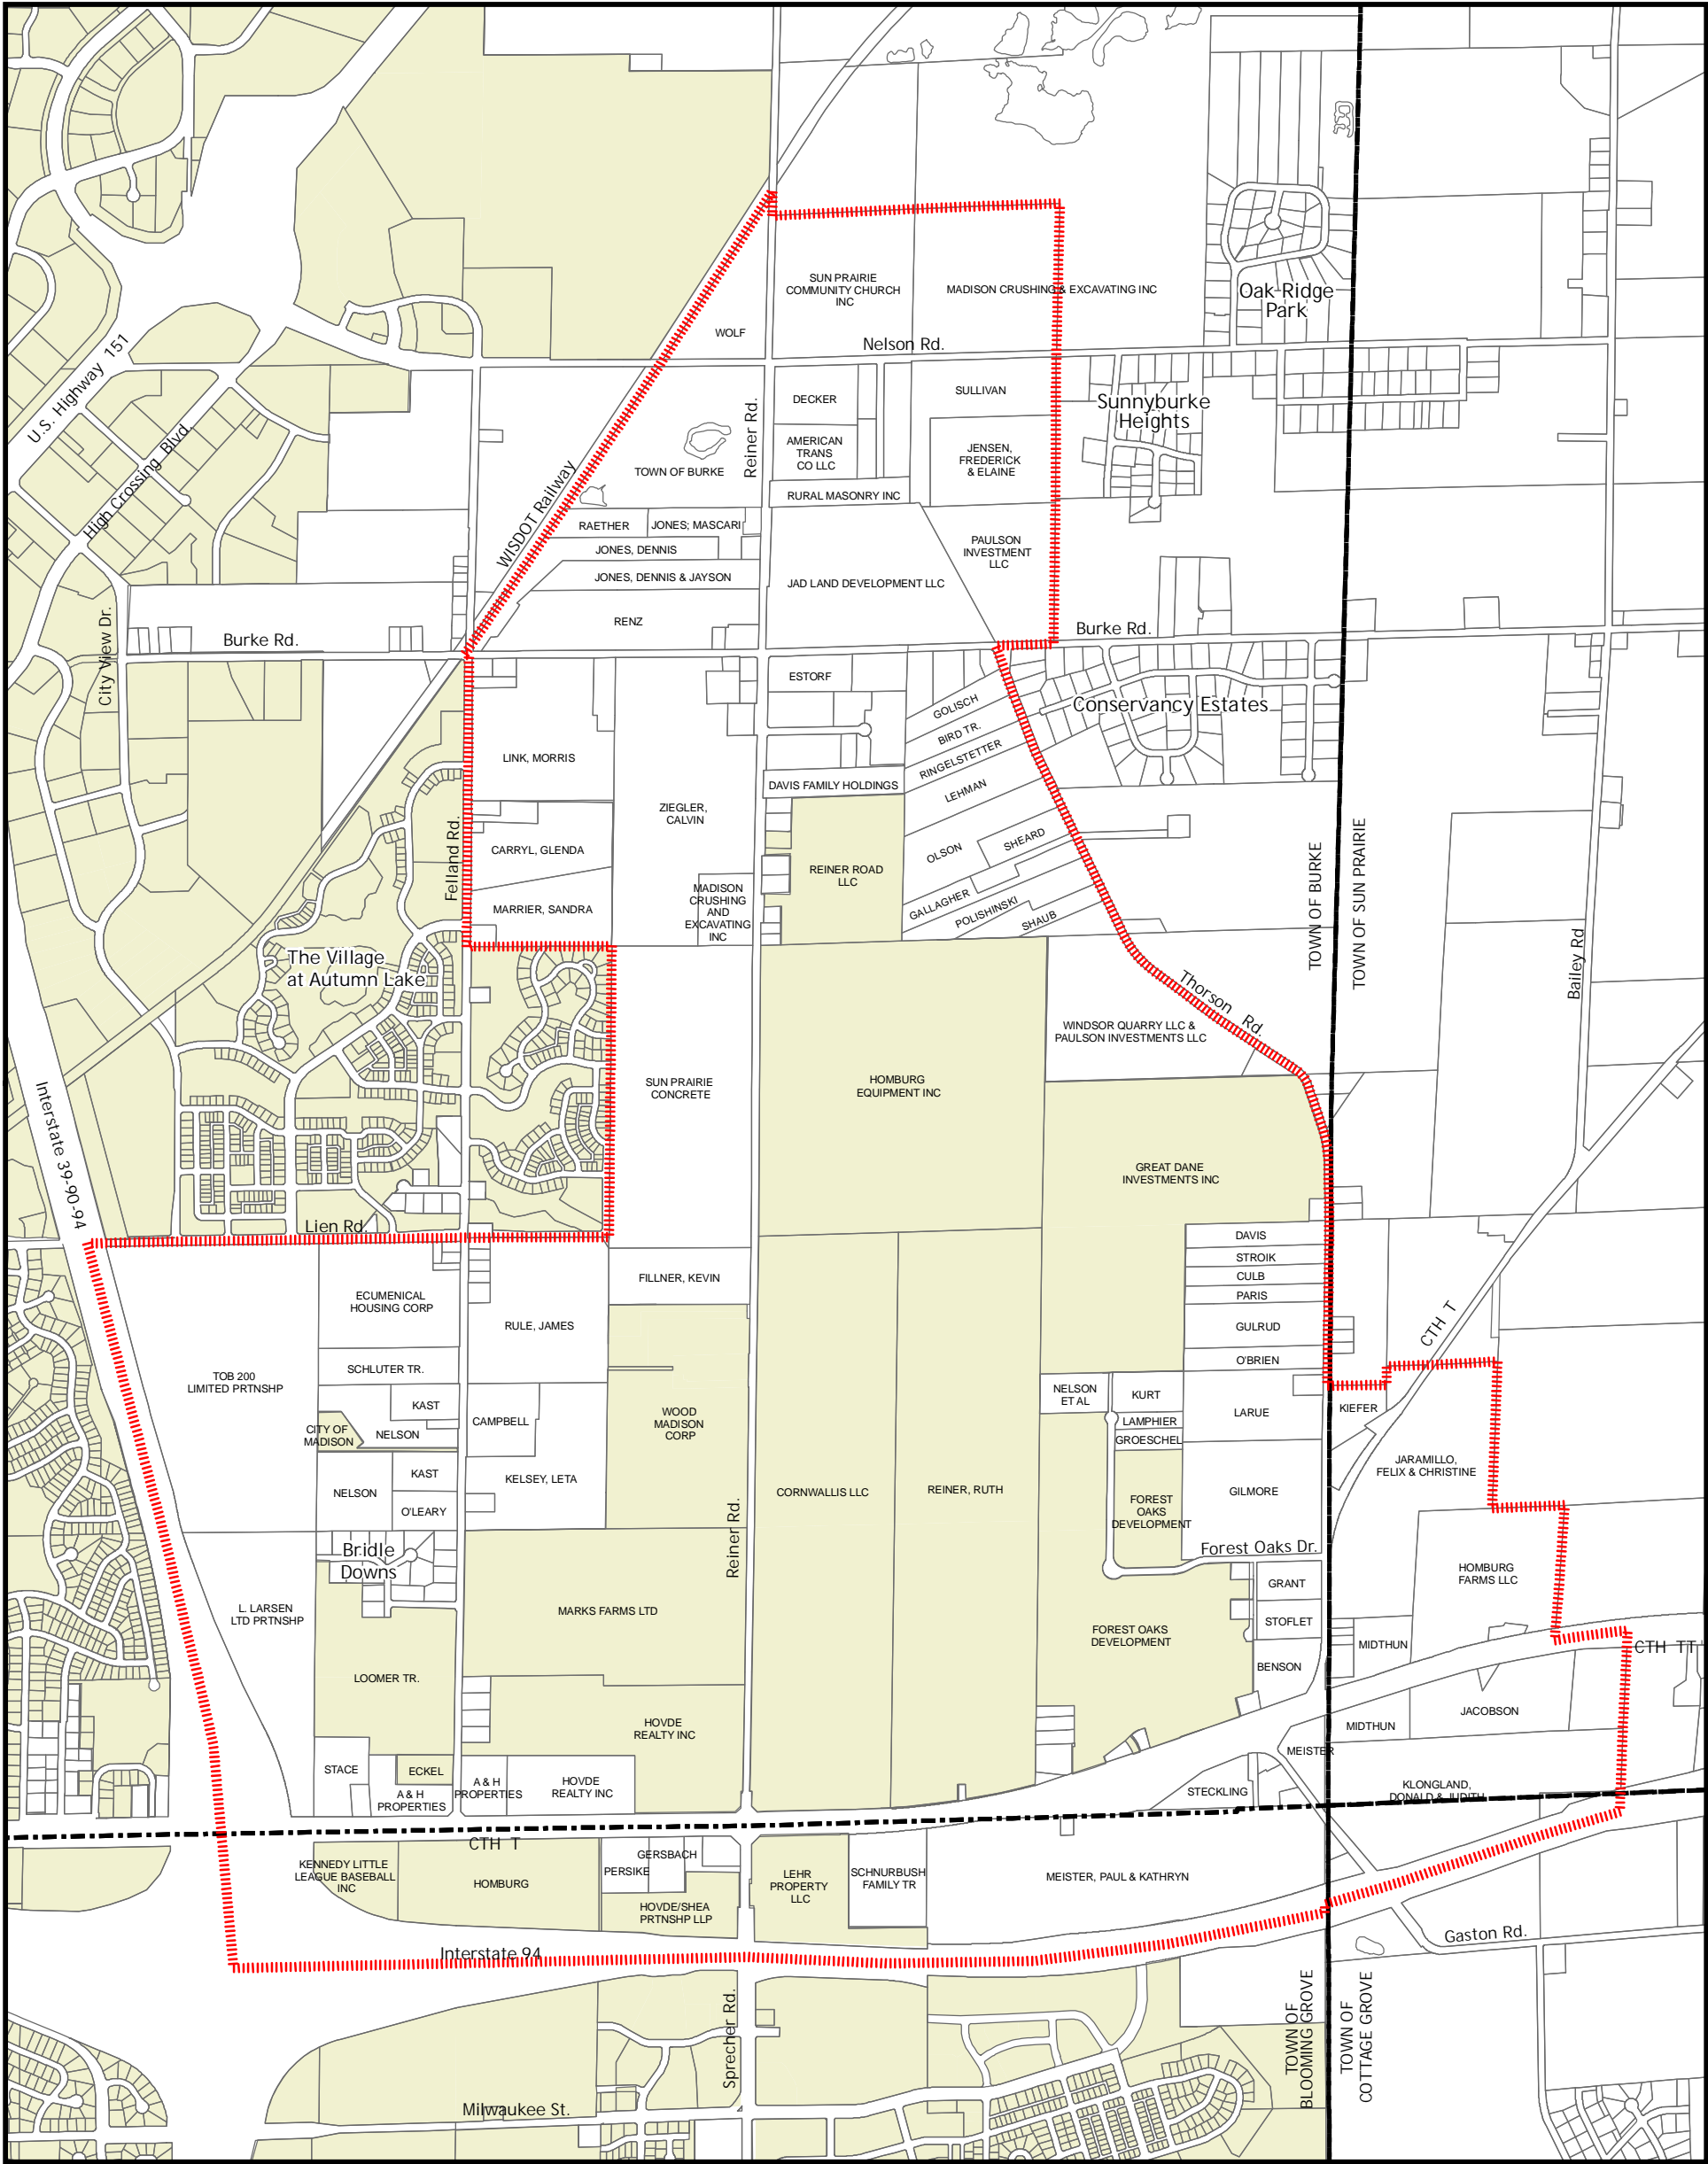 SUN PRAIRIE
COMMUNITY CHURCH
INC
MADISON CRUSHING & EXCAVATING INC
Oak Ridge
Park
WOLF
Nelson Rd.
U.S. Highway 151
High Crossing Blvd.
DECKER
SULLIVAN
Sunnyburke
Heights
Reiner Rd.
AMERICAN
TRANS
CO LLC
JENSEN,
FREDERICK
& ELAINE
TOWN OF BURKE
RURAL MASONRY INC
WISDOT Railway
RAETHER
JONES; MASCARI
JONES, DENNIS
PAULSON
INVESTMENT
LLC
JONES, DENNIS & JAYSON
JAD LAND DEVELOPMENT LLC
RENZ
City View Dr.
Burke Rd.
Burke Rd.
ESTORF
GOLISCH
Conservancy Estates
BIRD TR.
RINGELSTETTER
LINK, MORRIS
DAVIS FAMILY HOLDINGS
LEHMAN
ZIEGLER,
CALVIN
Felland Rd.
CARRYL, GLENDA
OLSON
SHEARD
REINER ROAD
LLC
TOWN OF BURKE
TOWN OF SUN PRAIRIE
MARRIER, SANDRA
MADISON
CRUSHING
AND
EXCAVATING
INC
GALLAGHER
POLISHINSKI
SHAUB
The Village
at Autumn Lake
Bailey Rd
Thorson Rd.
WINDSOR QUARRY LLC &
PAULSON INVESTMENTS LLC
Interstate 39-90-94
SUN PRAIRIE
CONCRETE
HOMBURG
EQUIPMENT INC
GREAT DANE
INVESTMENTS INC
Lien Rd.
DAVIS
STROIK
CULB
PARIS
GULRUD
O'BRIEN
FILLNER, KEVIN
ECUMENICAL
HOUSING CORP
RULE, JAMES
CTH T
SCHLUTER TR.
TOB 200
LIMITED PRTNSHP
KAST
CITY OF
MADISON
NELSON
CAMPBELL
WOOD
MADISON
CORP
NELSON
ET AL
KURT
LAMPHIER
GROESCHEL
LARUE
KIEFER
JARAMILLO,
FELIX & CHRISTINE
KAST
NELSON
O'LEARY
KELSEY, LETA
CORNWALLIS LLC
REINER, RUTH
FOREST
OAKS
DEVELOPMENT
GILMORE
Reiner Rd.
Bridle
Downs
Forest Oaks Dr.
HOMBURG
FARMS LLC
GRANT
L. LARSEN
LTD PRTNSHP
MARKS FARMS LTD
STOFLET
FOREST OAKS
DEVELOPMENT
MIDTHUN
CTH TT
LOOMER TR.
BENSON
HOVDE
REALTY INC
JACOBSON
MIDTHUN
MEISTER
STACE
ECKEL
A & H
PROPERTIES
A & H
PROPERTIES
HOVDE
REALTY INC
STECKLING
KLONGLAND,
DONALD & JUDITH
CTH T
KENNEDY LITTLE
LEAGUE BASEBALL
INC
HOMBURG
GERSBACH
PERSIKE
HOVDE/SHEA
PRTNSHP LLP
LEHR
PROPERTY
LLC
SCHNURBUSH
FAMILY TR
MEISTER, PAUL & KATHRYN
Interstate 94
Gaston Rd.
Sprecher Rd.
TOWN OF
BLOOMING GROVE
TOWN OF
COTTAGE GROVE
Milwaukee St.